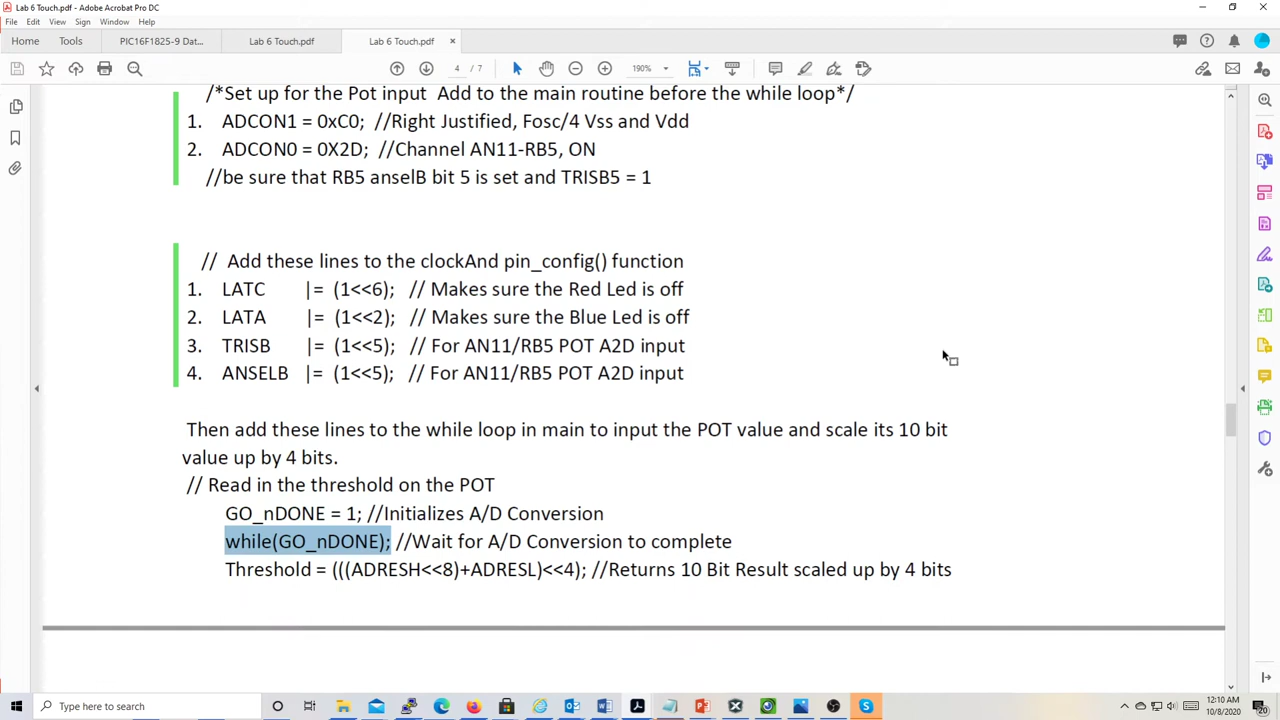 Lab 6 Touch.pdf - Adobe Acrobat Pro DC
File Edit View Sign Window Help
Home Tools PIC16F1825-9 Dat... Lab 6 Touch.pdf Lab 6 Touch.pdf ×
4 / 7 190%
/*Set up for the Pot input Add to the main routine before the while loop*/
1. ADCON1 = 0xC0; //Right Justified, Fosc/4 Vss and Vdd
2. ADCON0 = 0X2D; //Channel AN11-RB5, ON
//be sure that RB5 anselB bit 5 is set and TRISB5 = 1
// Add these lines to the clockAnd pin_config() function
1. LATC |= (1<<6); // Makes sure the Red Led is off
2. LATA |= (1<<2); // Makes sure the Blue Led is off
3. TRISB |= (1<<5); // For AN11/RB5 POT A2D input
4. ANSELB |= (1<<5); // For AN11/RB5 POT A2D input
Then add these lines to the while loop in main to input the POT value and scale its 10 bit
value up by 4 bits.
// Read in the threshold on the POT
GO_nDONE = 1; //Initializes A/D Conversion
while(GO_nDONE); //Wait for A/D Conversion to complete
Threshold = (((ADRESH<<8)+ADRESL)<<4); //Returns 10 Bit Result scaled up by 4 bits
Type here to search
12:10 AM
10/8/2020
20